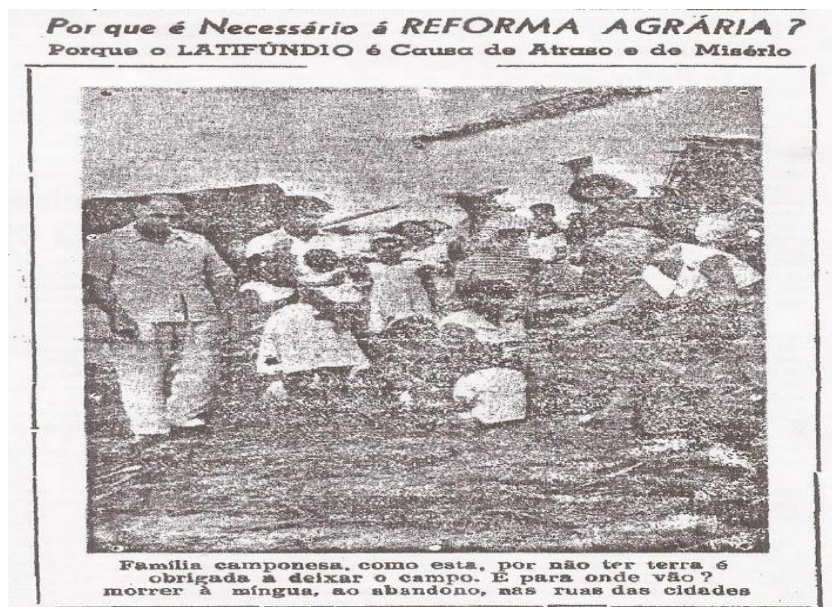 Por que é Necessário á REFORMA AGRÁRIA ?
Porque o LATIFÚNDIO é Causa de Atraso e de Misério
Família camponesa, como esta, por não ter terra é
obrigada a deixar o campo. E para onde vão ?
morrer à míngua, ao abandono, nas ruas das cidades